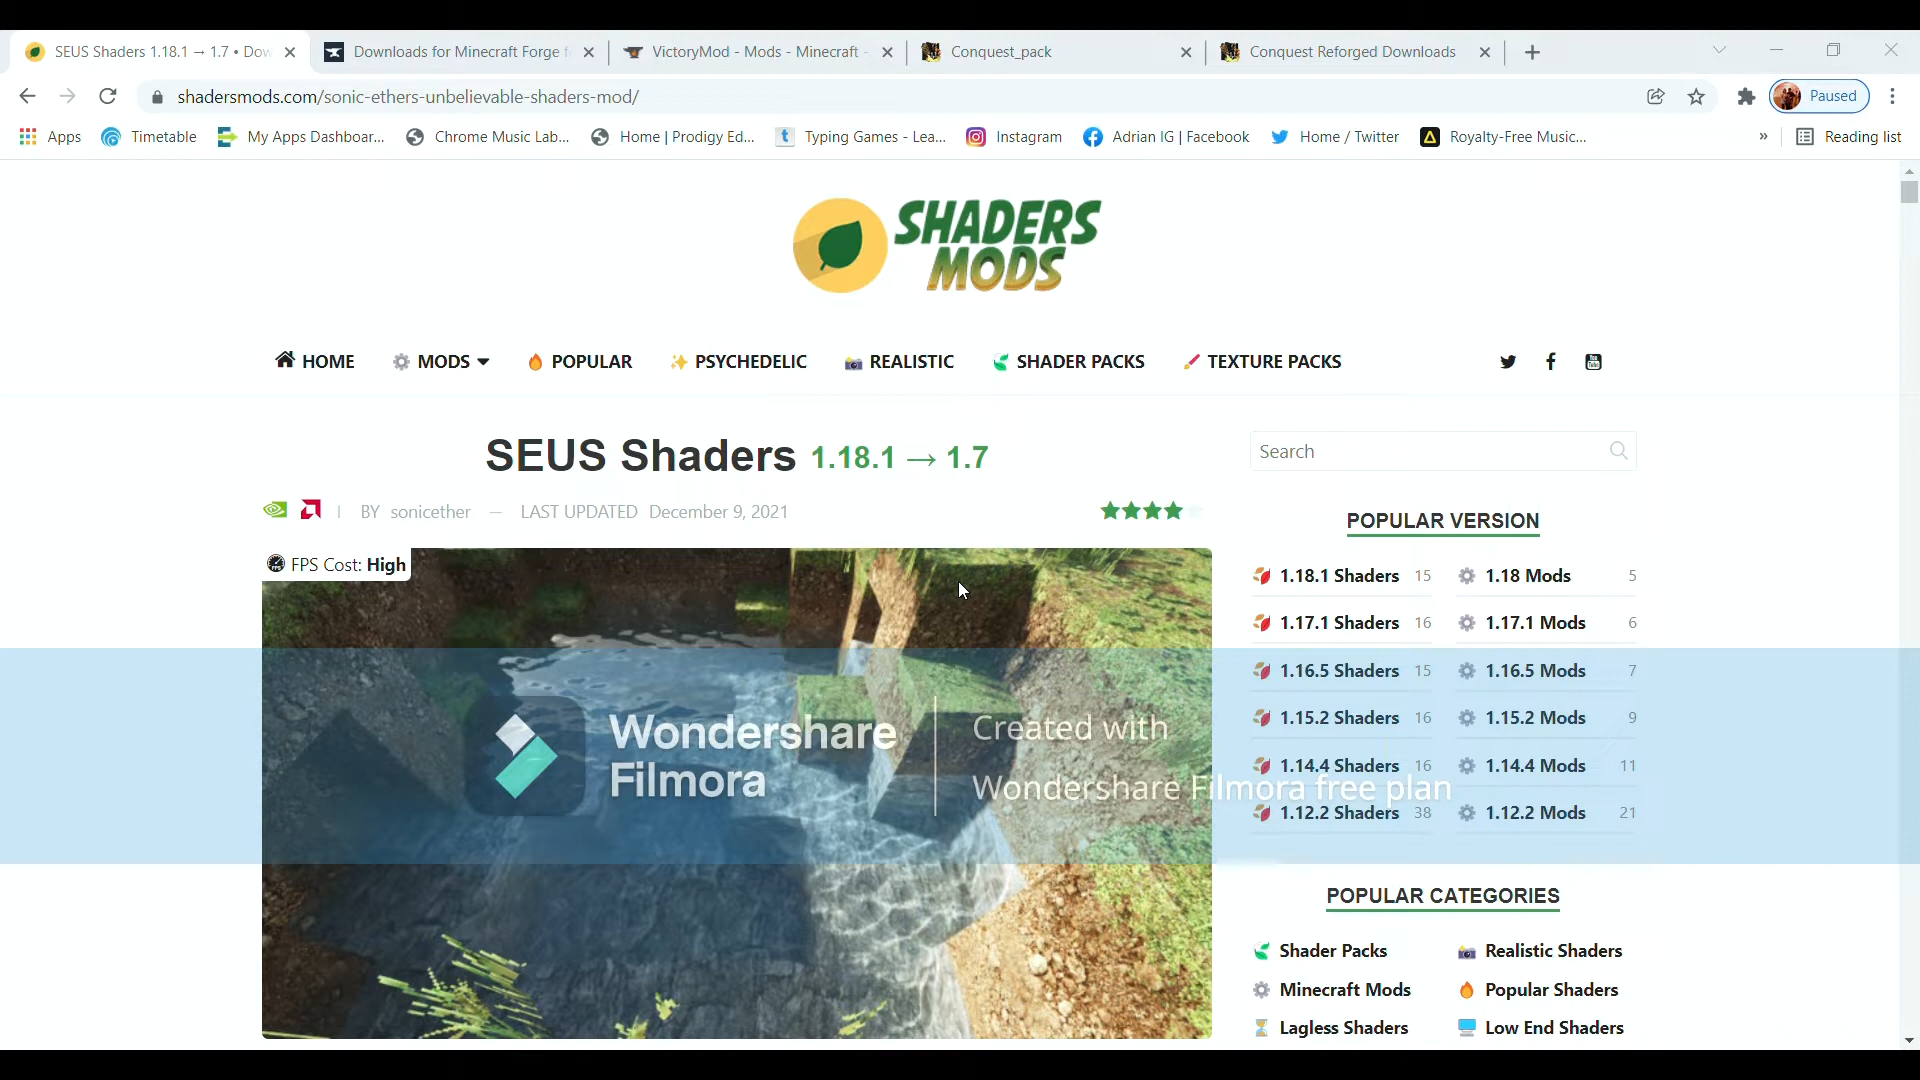 SEUS Shaders 1.18.1 → 1.7 • Dow
Downloads for Minecraft Forge f
VictoryMod - Mods - Minecraft -
Conquest_pack
Conquest Reforged Downloads
shadersmods.com/sonic-ethers-unbelievable-shaders-mod/
Paused
Apps
Timetable
My Apps Dashboar...
Chrome Music Lab...
Home | Prodigy Ed...
Typing Games - Lea...
Instagram
Adrian IG | Facebook
Home / Twitter
Royalty-Free Music...
»
Reading list
SHADERS
MODS
HOME
MODS
POPULAR
PSYCHEDELIC
REALISTIC
SHADER PACKS
TEXTURE PACKS
SEUS Shaders 1.18.1 → 1.7
BY sonicether — LAST UPDATED December 9, 2021
FPS Cost: High
Search
POPULAR VERSION
1.18.1 Shaders 15
1.18 Mods 5
1.17.1 Shaders 16
1.17.1 Mods 6
1.16.5 Shaders 15
1.16.5 Mods 7
1.15.2 Shaders 16
1.15.2 Mods 9
1.14.4 Shaders 16
1.14.4 Mods 11
1.12.2 Shaders 38
1.12.2 Mods 21
Wondershare
Filmora
Created with
Wondershare Filmora free plan
POPULAR CATEGORIES
Shader Packs
Realistic Shaders
Minecraft Mods
Popular Shaders
Lagless Shaders
Low End Shaders